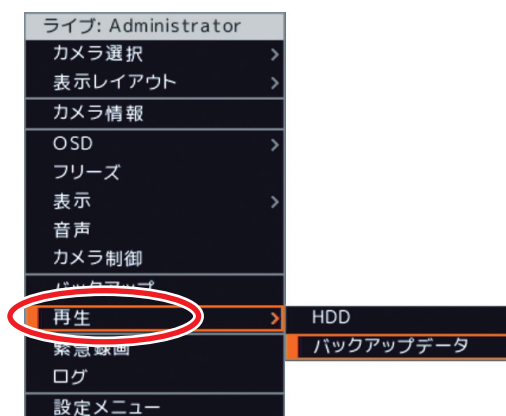 ライブ: Administrator
カメラ選択
表示レイアウト
カメラ情報
OSD
フリーズ
表示
音声
カメラ制御
バックアップ
再生
HDD
緊急録画
バックアップデータ
ログ
設定メニュー